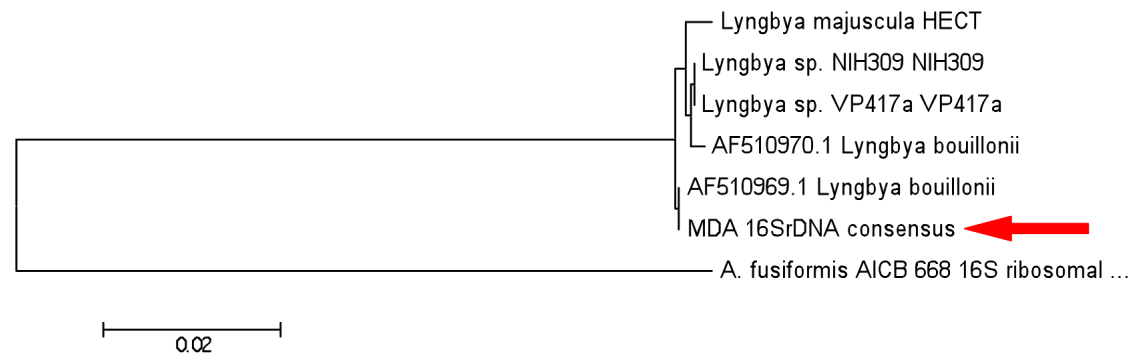 Lyngbya majuscula HECT
Lyngbya sp. NIH309 NIH309
Lyngbya sp. VP417a VP417a
AF510970.1 Lyngbya bouillonii
AF510969.1 Lyngbya bouillonii
MDA 16SrDNA consensus
A. fusiformis AICB 668 16S ribosomal ...
0.02